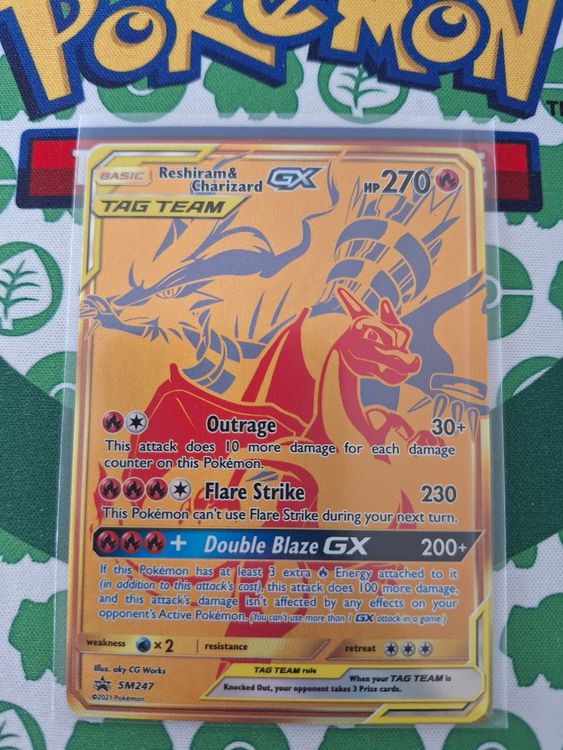 POKÉMON
TM
BASIC Reshiram & Charizard GX HP 270
TAG TEAM
Outrage 30+
This attack does 10 more damage for each damage
counter on this Pokémon.
Flare Strike 230
This Pokémon can't use Flare Strike during your next turn.
+ Double Blaze GX 200+
If this Pokémon has at least 3 extra Energy attached to it
(in addition to this attack's cost), this attack does 100 more damage,
and this attack's damage isn't affected by any effects on your
opponent's Active Pokémon. (You can't use more than 1 GX attack in a game.)
weakness × 2 resistance retreat
Illus. aky CG Works
TAG TEAM rule
When your TAG TEAM is
Knocked Out, your opponent takes 3 Prize cards.
SM247
©2021 Pokémon